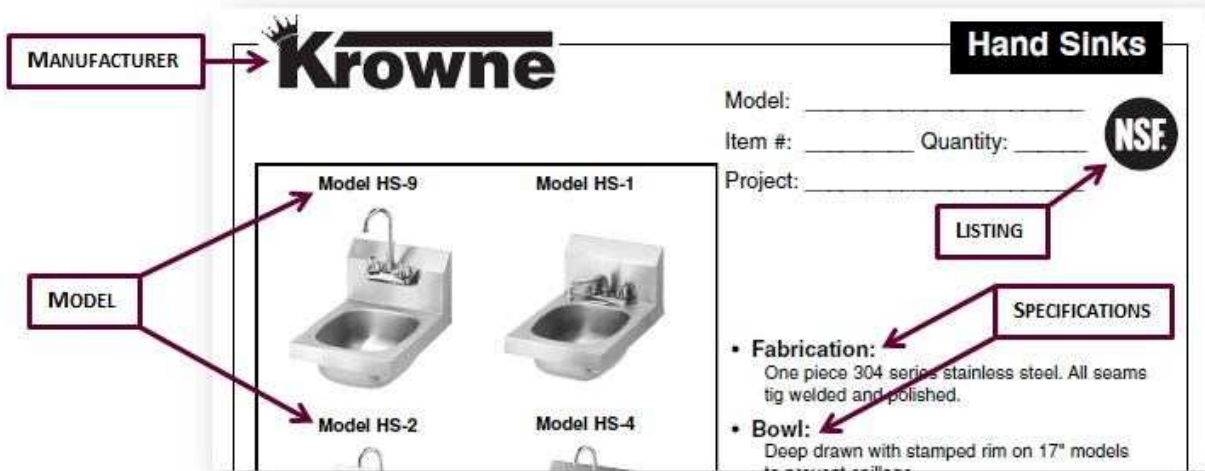 MANUFACTURER
Krowne
Hand Sinks
Model:
Item #: Quantity:
Project:
NSF.
LISTING
Model HS-9 Model HS-1
MODEL
SPECIFICATIONS
• Fabrication:
One piece 304 series stainless steel. All seams
tig welded and polished.
Model HS-2 Model HS-4
• Bowl:
Deep drawn with stamped rim on 17" models